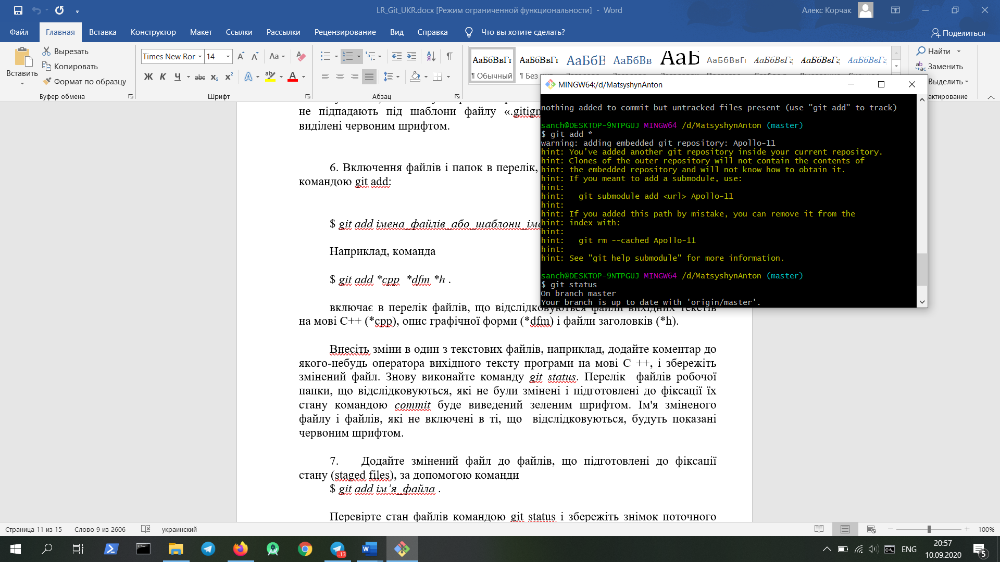 LR_Git_UKR.docx [Режим ограниченной функциональности] - Word
Алекс Корчак
Файл Главная Вставка Конструктор Макет Ссылки Рассылки Рецензирование Вид Справка Что вы хотите сделать?
Поделиться
Вставить
Вырезать
Копировать
Формат по образцу
Буфер обмена
Times New Ror 14
Aa
Ж К Ч abc x₂ x²
Шрифт
Абзац
АаБбВвГг АаБбВвГг АаБбВ АаБбВв АаБ АаБбВвГг АаБбВвГг АаБбВвГг АаБбВвГг
¶ Обычный ¶ Без
Найти
Заменить
Выделить
актирование
не підпадають під шаблони файлу «.gitign
виділені червоним шрифтом.
6. Включення файлів і папок в перелік,
командою git add:
$ git add імена_файлів_або_шаблони_іме
Наприклад, команда
$ git add *cpp *dfm *h .
включає в перелік файлів, що відслідковуються файли вихідних текстів
на мові C++ (*cpp), опис графічної форми (*dfm) і файли заголовків (*h).
Внесіть зміни в один з текстових файлів, наприклад, додайте коментар до
якого-небудь оператора вихідного тексту програми на мові C ++, і збережіть
змінений файл. Знову виконайте команду git status. Перелік файлів робочої
папки, що відслідковуються, які не були змінені і підготовлені до фіксації їх
стану командою commit буде виведений зеленим шрифтом. Ім'я зміненого
файлу і файлів, які не включені в ті, що відслідковуються, будуть показані
червоним шрифтом.
7. Додайте змінений файл до файлів, що підготовлені до фіксації
стану (staged files), за допомогою команди
$ git add ім’я_файла .
Перевірте стан файлів командою git status і збережіть знімок поточного
MINGW64:/d/MatsyshynAnton
nothing added to commit but untracked files present (use "git add" to track)
sanch@DESKTOP-9NTPGUJ MINGW64 /d/MatsyshynAnton (master)
$ git add *
warning: adding embedded git repository: Apollo-11
hint: You've added another git repository inside your current repository.
hint: Clones of the outer repository will not contain the contents of
hint: the embedded repository and will not know how to obtain it.
hint: If you meant to add a submodule, use:
hint:
hint: git submodule add <url> Apollo-11
hint:
hint: If you added this path by mistake, you can remove it from the
hint: index with:
hint:
hint: git rm --cached Apollo-11
hint:
hint: See "git help submodule" for more information.
sanch@DESKTOP-9NTPGUJ MINGW64 /d/MatsyshynAnton (master)
$ git status
On branch master
Your branch is up to date with 'origin/master'.
Страница 11 из 15 Слово 9 из 2606 украинский
100%
..13
ENG
20:57
10.09.2020
5